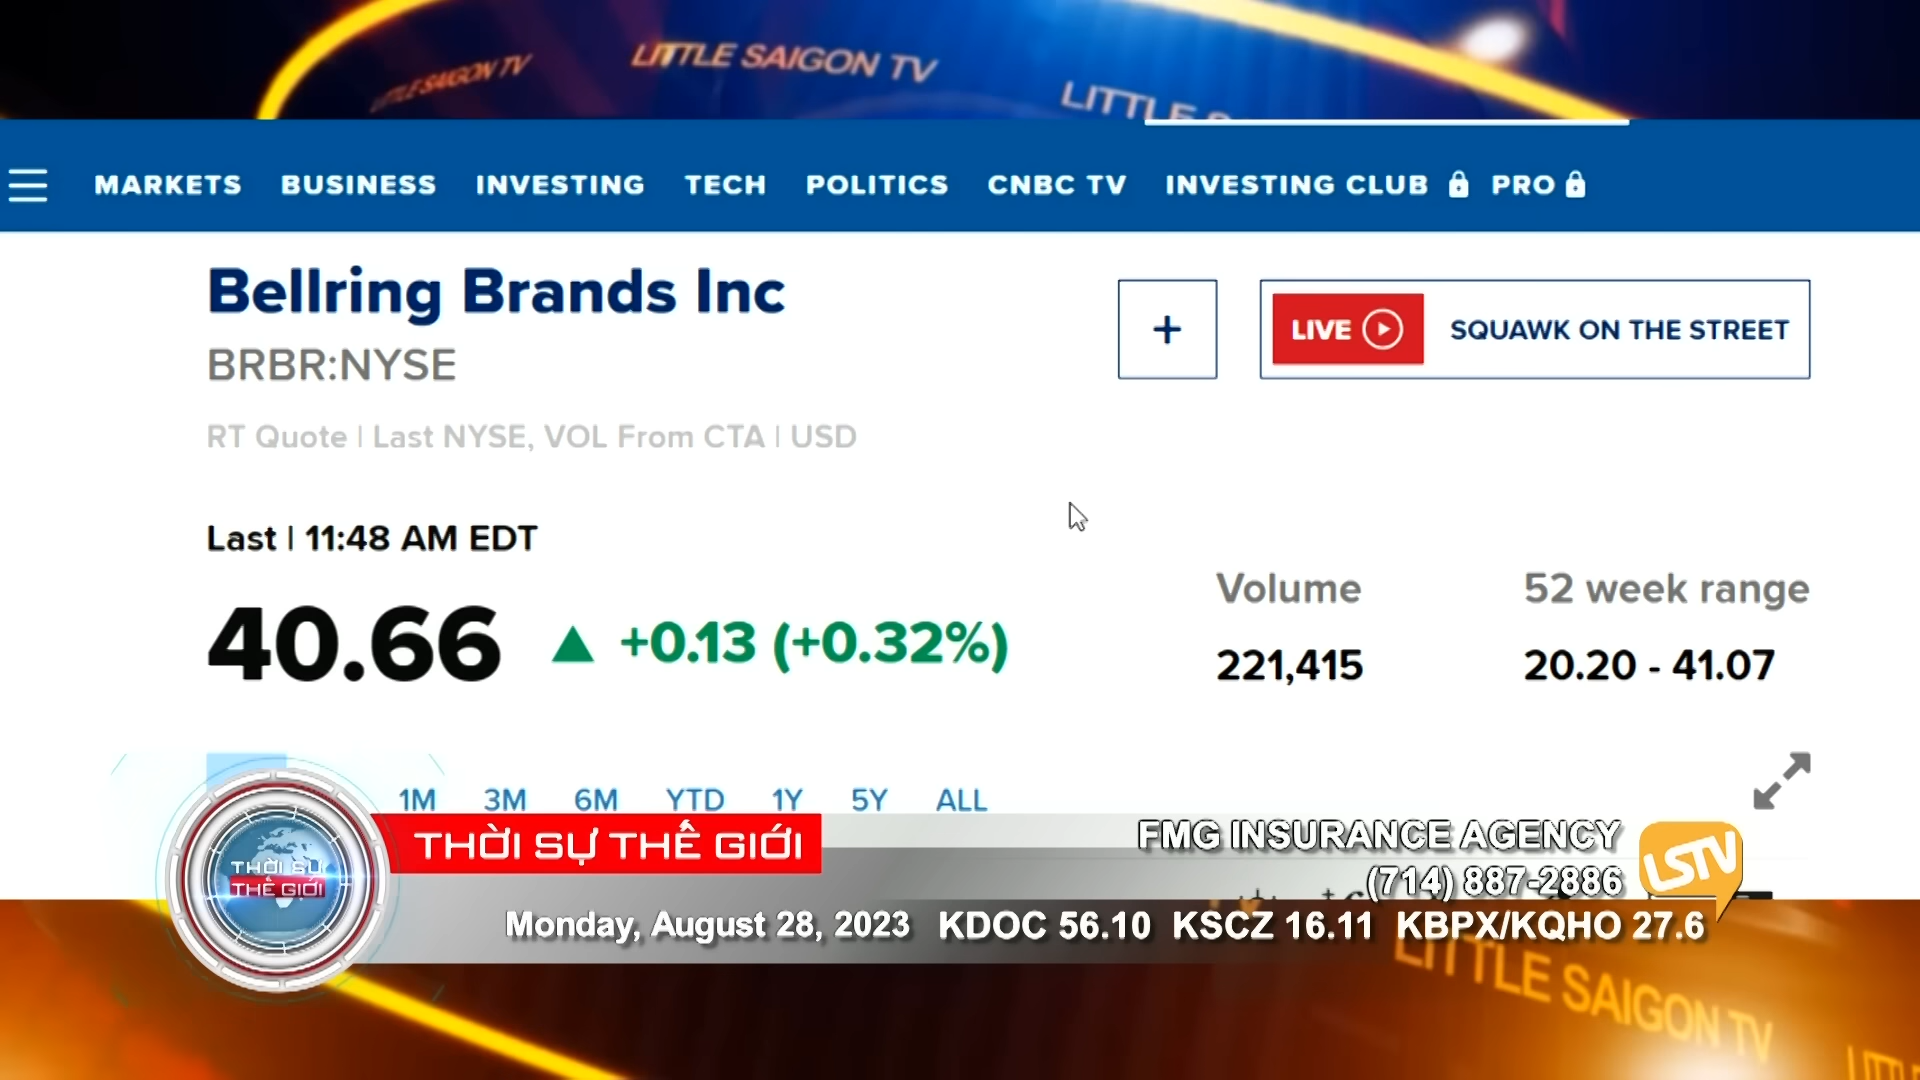 LITTLE SAIGON TV
LITTLE SAIGON TV
LITTLE S
MARKETS BUSINESS INVESTING TECH POLITICS CNBC TV INVESTING CLUB PRO
Bellring Brands Inc
BRBR:NYSE
RT Quote | Last NYSE, VOL From CTA | USD
+
LIVE SQUAWK ON THE STREET
Last | 11:48 AM EDT
40.66 +0.13 (+0.32%)
Volume
221,415
52 week range
20.20 - 41.07
1M 3M 6M YTD 1Y 5Y ALL
THỜI SỰ THẾ GIỚI
THỜI SỰ
THẾ GIỚI
FMG INSURANCE AGENCY
(714) 887-2886
LSTV
Monday, August 28, 2023 KDOC 56.10 KSCZ 16.11 KBPX/KQHO 27.6
LITTLE SAIGON TV